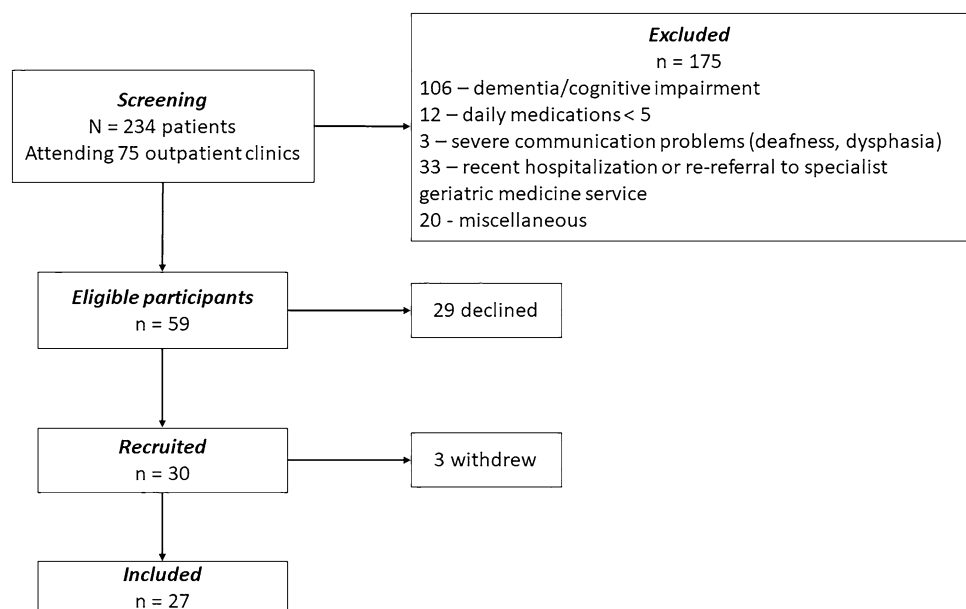 Screening
N = 234 patients
Attending 75 outpatient clinics
Excluded
n = 175
106 – dementia/cognitive impairment
12 – daily medications < 5
3 – severe communication problems (deafness, dysphasia)
33 – recent hospitalization or re-referral to specialist
geriatric medicine service
20 - miscellaneous
Eligible participants
n = 59
29 declined
Recruited
n = 30
3 withdrew
Included
n = 27